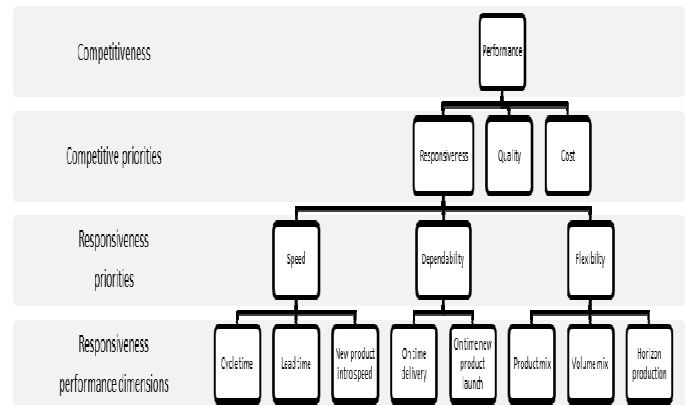 Competitiveness
Performance
Competitive priorities
Responsiveness
Quality
Cost
Responsiveness
priorities
Speed
Dependability
Flexibility
Responsiveness
performance dimensions
Cycle time
Lead time
New product
intro speed
On time
delivery
On time new
product
launch
Product mix
Volume mix
Horizon
production